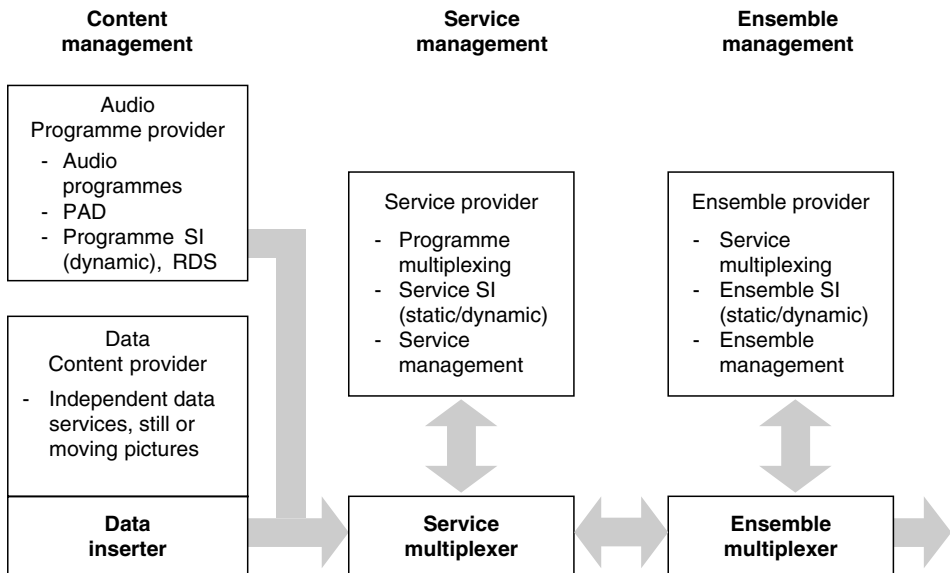 Content
management
Service
management
Ensemble
management
Audio
Programme provider
- Audio
programmes
- PAD
- Programme SI
(dynamic), RDS
Data
Content provider
- Independent data
services, still or
moving pictures
Data
inserter
Service provider
- Programme
multiplexing
- Service SI
(static/dynamic)
- Service
management
Service
multiplexer
Ensemble provider
- Service
multiplexing
- Ensemble SI
(static/dynamic)
- Ensemble
management
Ensemble
multiplexer